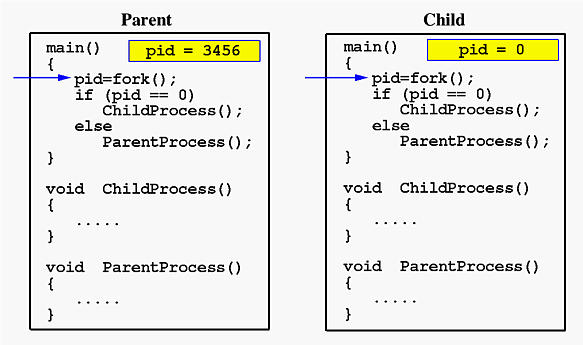 Parent
main()
pid = 3456
{
pid=fork();
if (pid == 0)
ChildProcess();
else
ParentProcess();
}
void ChildProcess()
{
.....
}
void ParentProcess()
{
.....
}
Child
main()
pid = 0
{
pid=fork();
if (pid == 0)
ChildProcess();
else
ParentProcess();
}
void ChildProcess()
{
.....
}
void ParentProcess()
{
.....
}